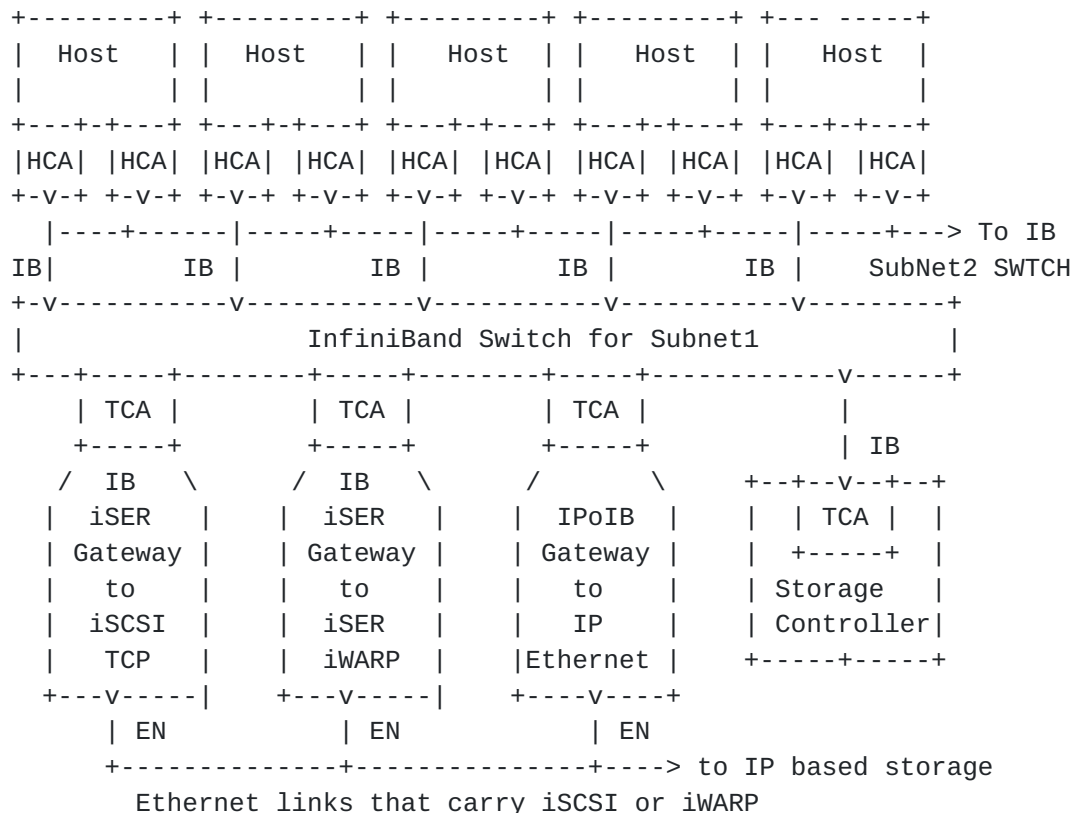 +---------+ +---------+ +---------+ +---------+ +--- -----+
|  Host   | |  Host   | |   Host  | |   Host  | |   Host  |
|         | |         | |         | |         | |         |
+---+-+---+ +---+-+---+ +---+-+---+ +---+-+---+ +---+-+---+
|HCA| |HCA| |HCA| |HCA| |HCA| |HCA| |HCA| |HCA| |HCA| |HCA|
+-v-+ +-v-+ +-v-+ +-v-+ +-v-+ +-v-+ +-v-+ +-v-+ +-v-+ +-v-+
  |----+------|-----+-----|-----+-----|-----+-----|-----+---> To IB
IB|        IB |        IB |        IB |        IB |    SubNet2 SWTCH
+-v-----------v-----------v-----------v-----------v---------+
|                  InfiniBand Switch for Subnet1            |
+---+-----+--------+-----+--------+-----+------------v------+
    | TCA |        | TCA |        | TCA |            |
    +-----+        +-----+        +-----+            | IB
   /  IB   \      /  IB   \      /       \     +--+--v--+--+
  |  iSER   |    |  iSER   |    |  IPoIB  |    |  | TCA |  |
  | Gateway |    | Gateway |    | Gateway |    |  +-----+  |
  |   to    |    |   to    |    |   to    |    | Storage   |
  |  iSCSI  |    |  iSER   |    |   IP    |    | Controller|
  |  TCP    |    |  iWARP  |    |Ethernet |    +-----+-----+
  +---v-----|    +---v-----|    +----v----+
      | EN           | EN            | EN
      +--------------+---------------+----> to IP based storage
        Ethernet links that carry iSCSI or iWARP